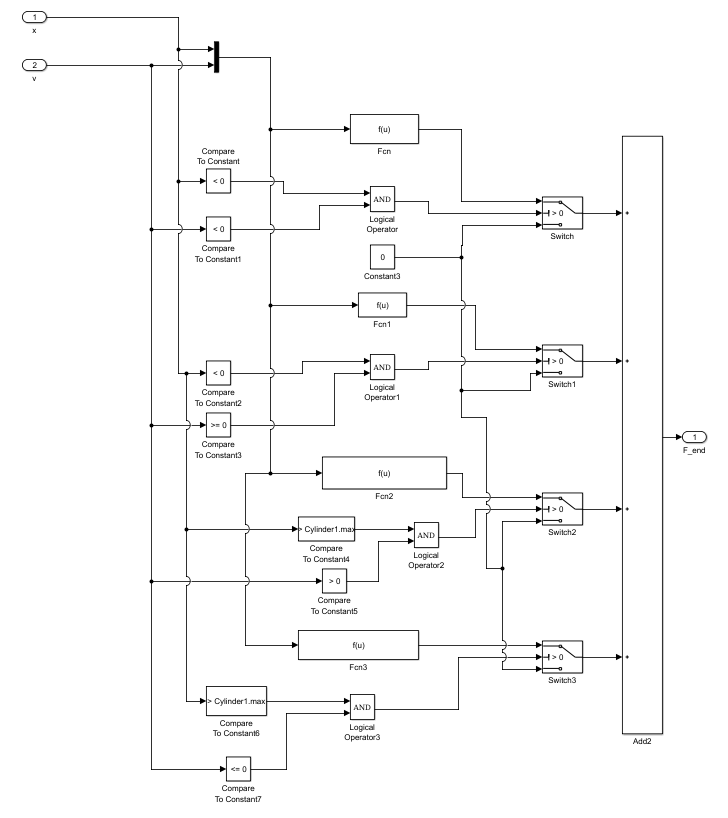 1
x
2
v
f(u)
Fcn
Compare
To Constant
< 0
AND
Logical
Operator
> 0
Switch
+
< 0
Compare
To Constant1
0
Constant3
f(u)
Fcn1
< 0
Compare
To Constant2
AND
Logical
Operator1
> 0
Switch1
+
>= 0
Compare
To Constant3
1
F_end
f(u)
Fcn2
> Cylinder1.max
Compare
To Constant4
AND
Logical
Operator2
> 0
Switch2
+
> 0
Compare
To Constant5
f(u)
Fcn3
> 0
Switch3
+
> Cylinder1.max
Compare
To Constant6
AND
Logical
Operator3
Add2
<= 0
Compare
To Constant7